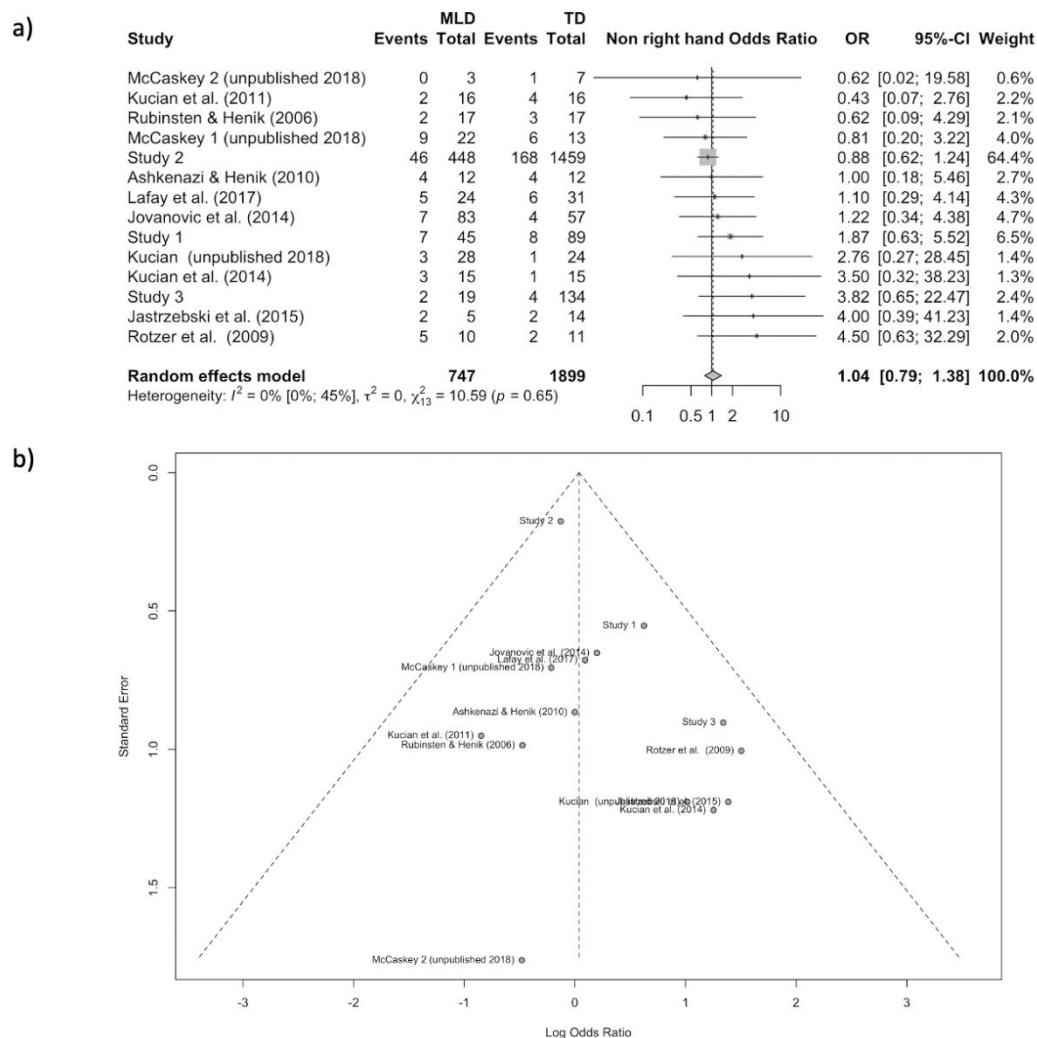 a)
MLD TD
Study Events Total Events Total Non right hand Odds Ratio OR 95%-CI Weight
McCaskey 2 (unpublished 2018) 0 3 1 7 0.62 [0.02; 19.58] 0.6%
Kucian et al. (2011) 2 16 4 16 0.43 [0.07; 2.76] 2.2%
Rubinsten & Henik (2006) 2 17 3 17 0.62 [0.09; 4.29] 2.1%
McCaskey 1 (unpublished 2018) 9 22 6 13 0.81 [0.20; 3.22] 4.0%
Study 2 46 448 168 1459 0.88 [0.62; 1.24] 64.4%
Ashkenazi & Henik (2010) 4 12 4 12 1.00 [0.18; 5.46] 2.7%
Lafay et al. (2017) 5 24 6 31 1.10 [0.29; 4.14] 4.3%
Jovanovic et al. (2014) 7 83 4 57 1.22 [0.34; 4.38] 4.7%
Study 1 7 45 8 89 1.87 [0.63; 5.52] 6.5%
Kucian (unpublished 2018) 3 28 1 24 2.76 [0.27; 28.45] 1.4%
Kucian et al. (2014) 3 15 1 15 3.50 [0.32; 38.23] 1.3%
Study 3 2 19 4 134 3.82 [0.65; 22.47] 2.4%
Jastrzebski et al. (2015) 2 5 2 14 4.00 [0.39; 41.23] 1.4%
Rotzer et al. (2009) 5 10 2 11 4.50 [0.63; 32.29] 2.0%
Random effects model 747 1899 1.04 [0.79; 1.38] 100.0%
Heterogeneity: I² = 0% [0%; 45%], τ² = 0, χ²₁₃ = 10.59 (p = 0.65)
0.1 0.5 1 2 10
b)
0.0
Study 2
0.5
Study 1
Jovanovic et al. (2014)
Lafay et al. (2017)
McCaskey 1 (unpublished 2018)
Ashkenazi & Henik (2010)
Study 3
Kucian et al. (2011)
Rubinsten & Henik (2006)
1.0
Rotzer et al. (2009)
Kucian (unpublished 2018)
(2015)
Kucian et al. (2014)
1.5
McCaskey 2 (unpublished 2018)
Standard Error
-3 -2 -1 0 1 2 3
Log Odds Ratio